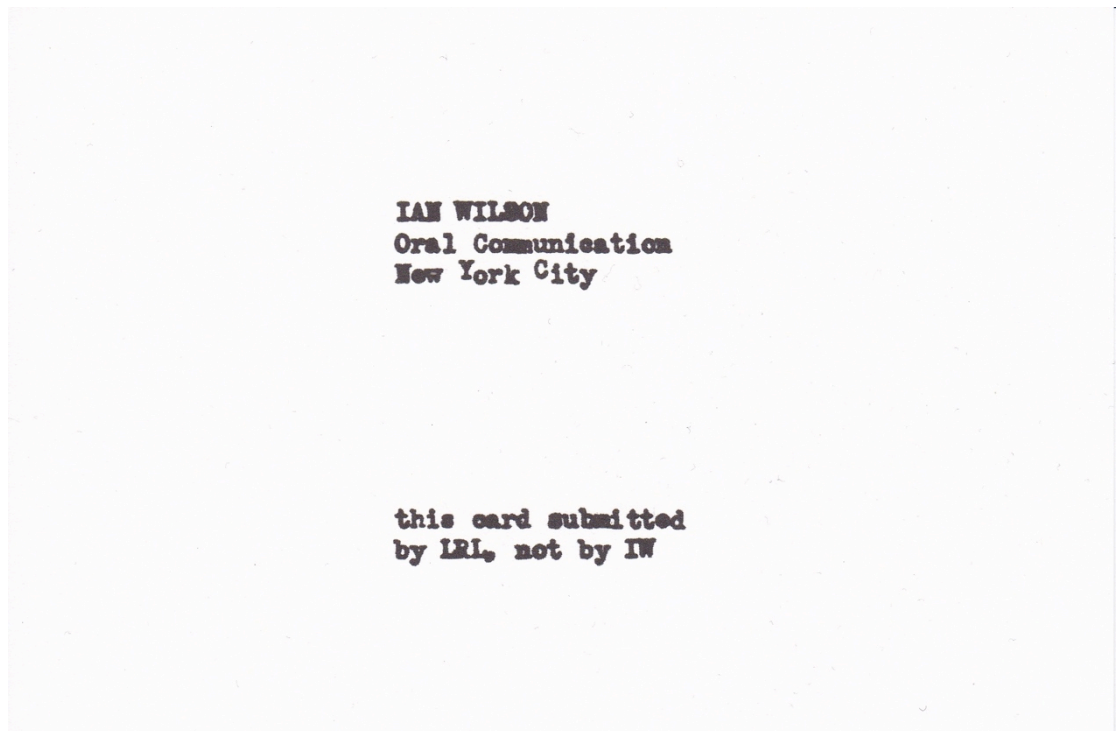 IAN WILSON
Oral Communication
New York City
this card submitted
by LRL, not by IW